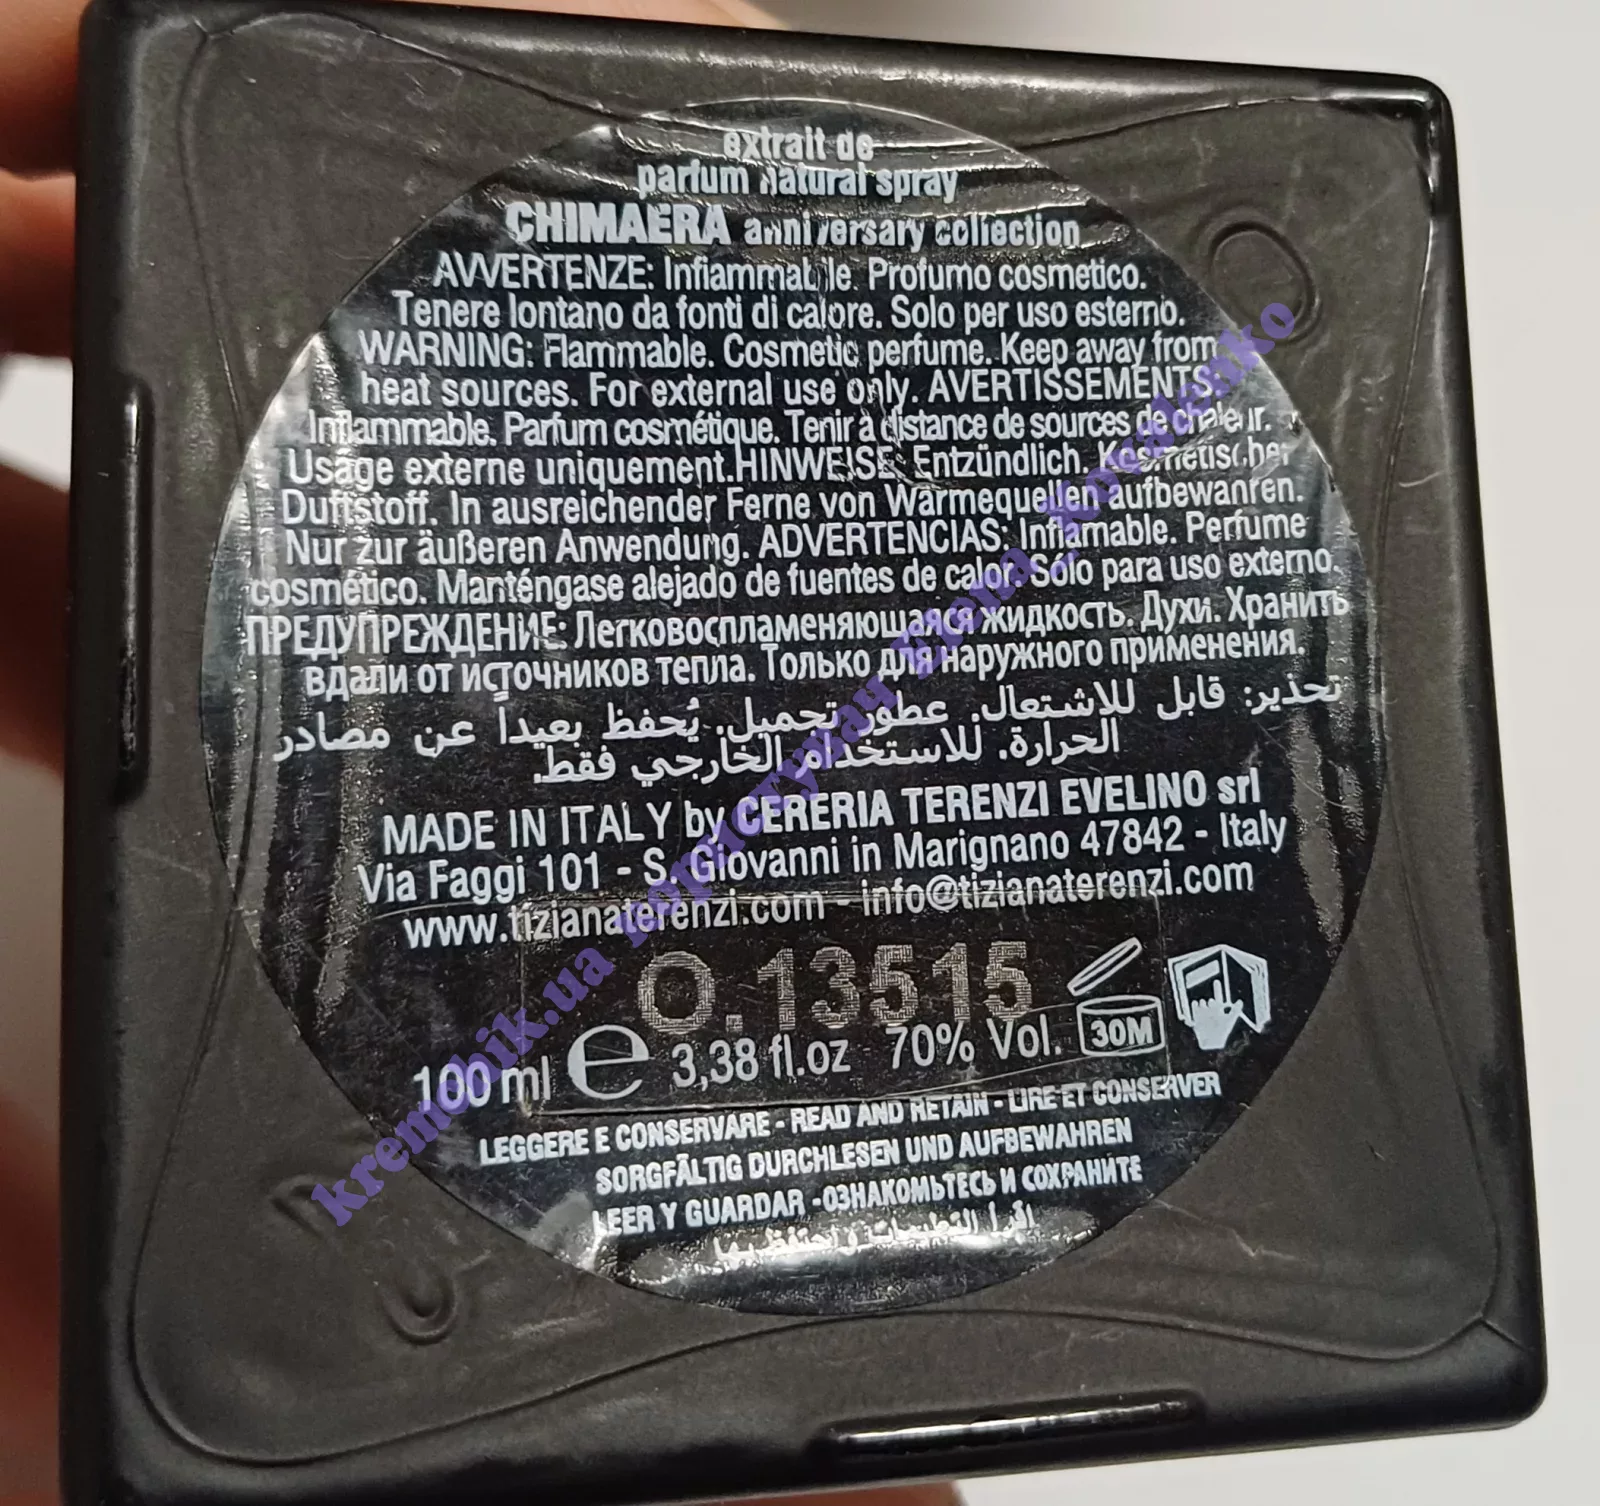 extrait de
parfum natural spray
CHIMAERA anniversary collection
AVVERTENZE: Infiammabile. Profumo cosmetico.
Tenere lontano da fonti di calore. Solo per uso esterno.
WARNING: Flammable. Cosmetic perfume. Keep away from
heat sources. For external use only. AVERTISSEMENTS:
Inflammable. Parfum cosmétique. Tenir à distance de sources de chaleur.
Usage externe uniquement.HINWEISE: Entzündlich. Kosmetischer
Duftstoff. In ausreichender Ferne von Wärmequellen aufbewahren.
Nur zur äußeren Anwendung. ADVERTENCIAS: Inflamable. Perfume
cosmético. Manténgase alejado de fuentes de calor. Sólo para uso externo.
ПРЕДУПРЕЖДЕНИЕ: Легковоспламеняющаяся жидкость. Духи. Хранить
вдали от источников тепла. Только для наружного применения.
تحذير: قابل للاشتعال. عطور تجميل. يُحفظ بعيداً عن مصادر
الحرارة. للاستخدام الخارجي فقط.
MADE IN ITALY by CERERIA TERENZI EVELINO srl
Via Faggi 101 - S. Giovanni in Marignano 47842 - Italy
www.tizianaterenzi.com - info@tizianaterenzi.com
O.13515
100 ml e 3,38 fl.oz 70% Vol. 30M
LEGGERE E CONSERVARE - READ AND RETAIN - LIRE ET CONSERVER
SORGFÄLTIG DURCHLESEN UND AUFBEWAHREN
LEER Y GUARDAR -ОЗНАКОМЬТЕСЬ И СОХРАНИТЕ
اقرأ التعليمات واحتفظ بها
kremobik.ua користувач Elena_Kovalenko